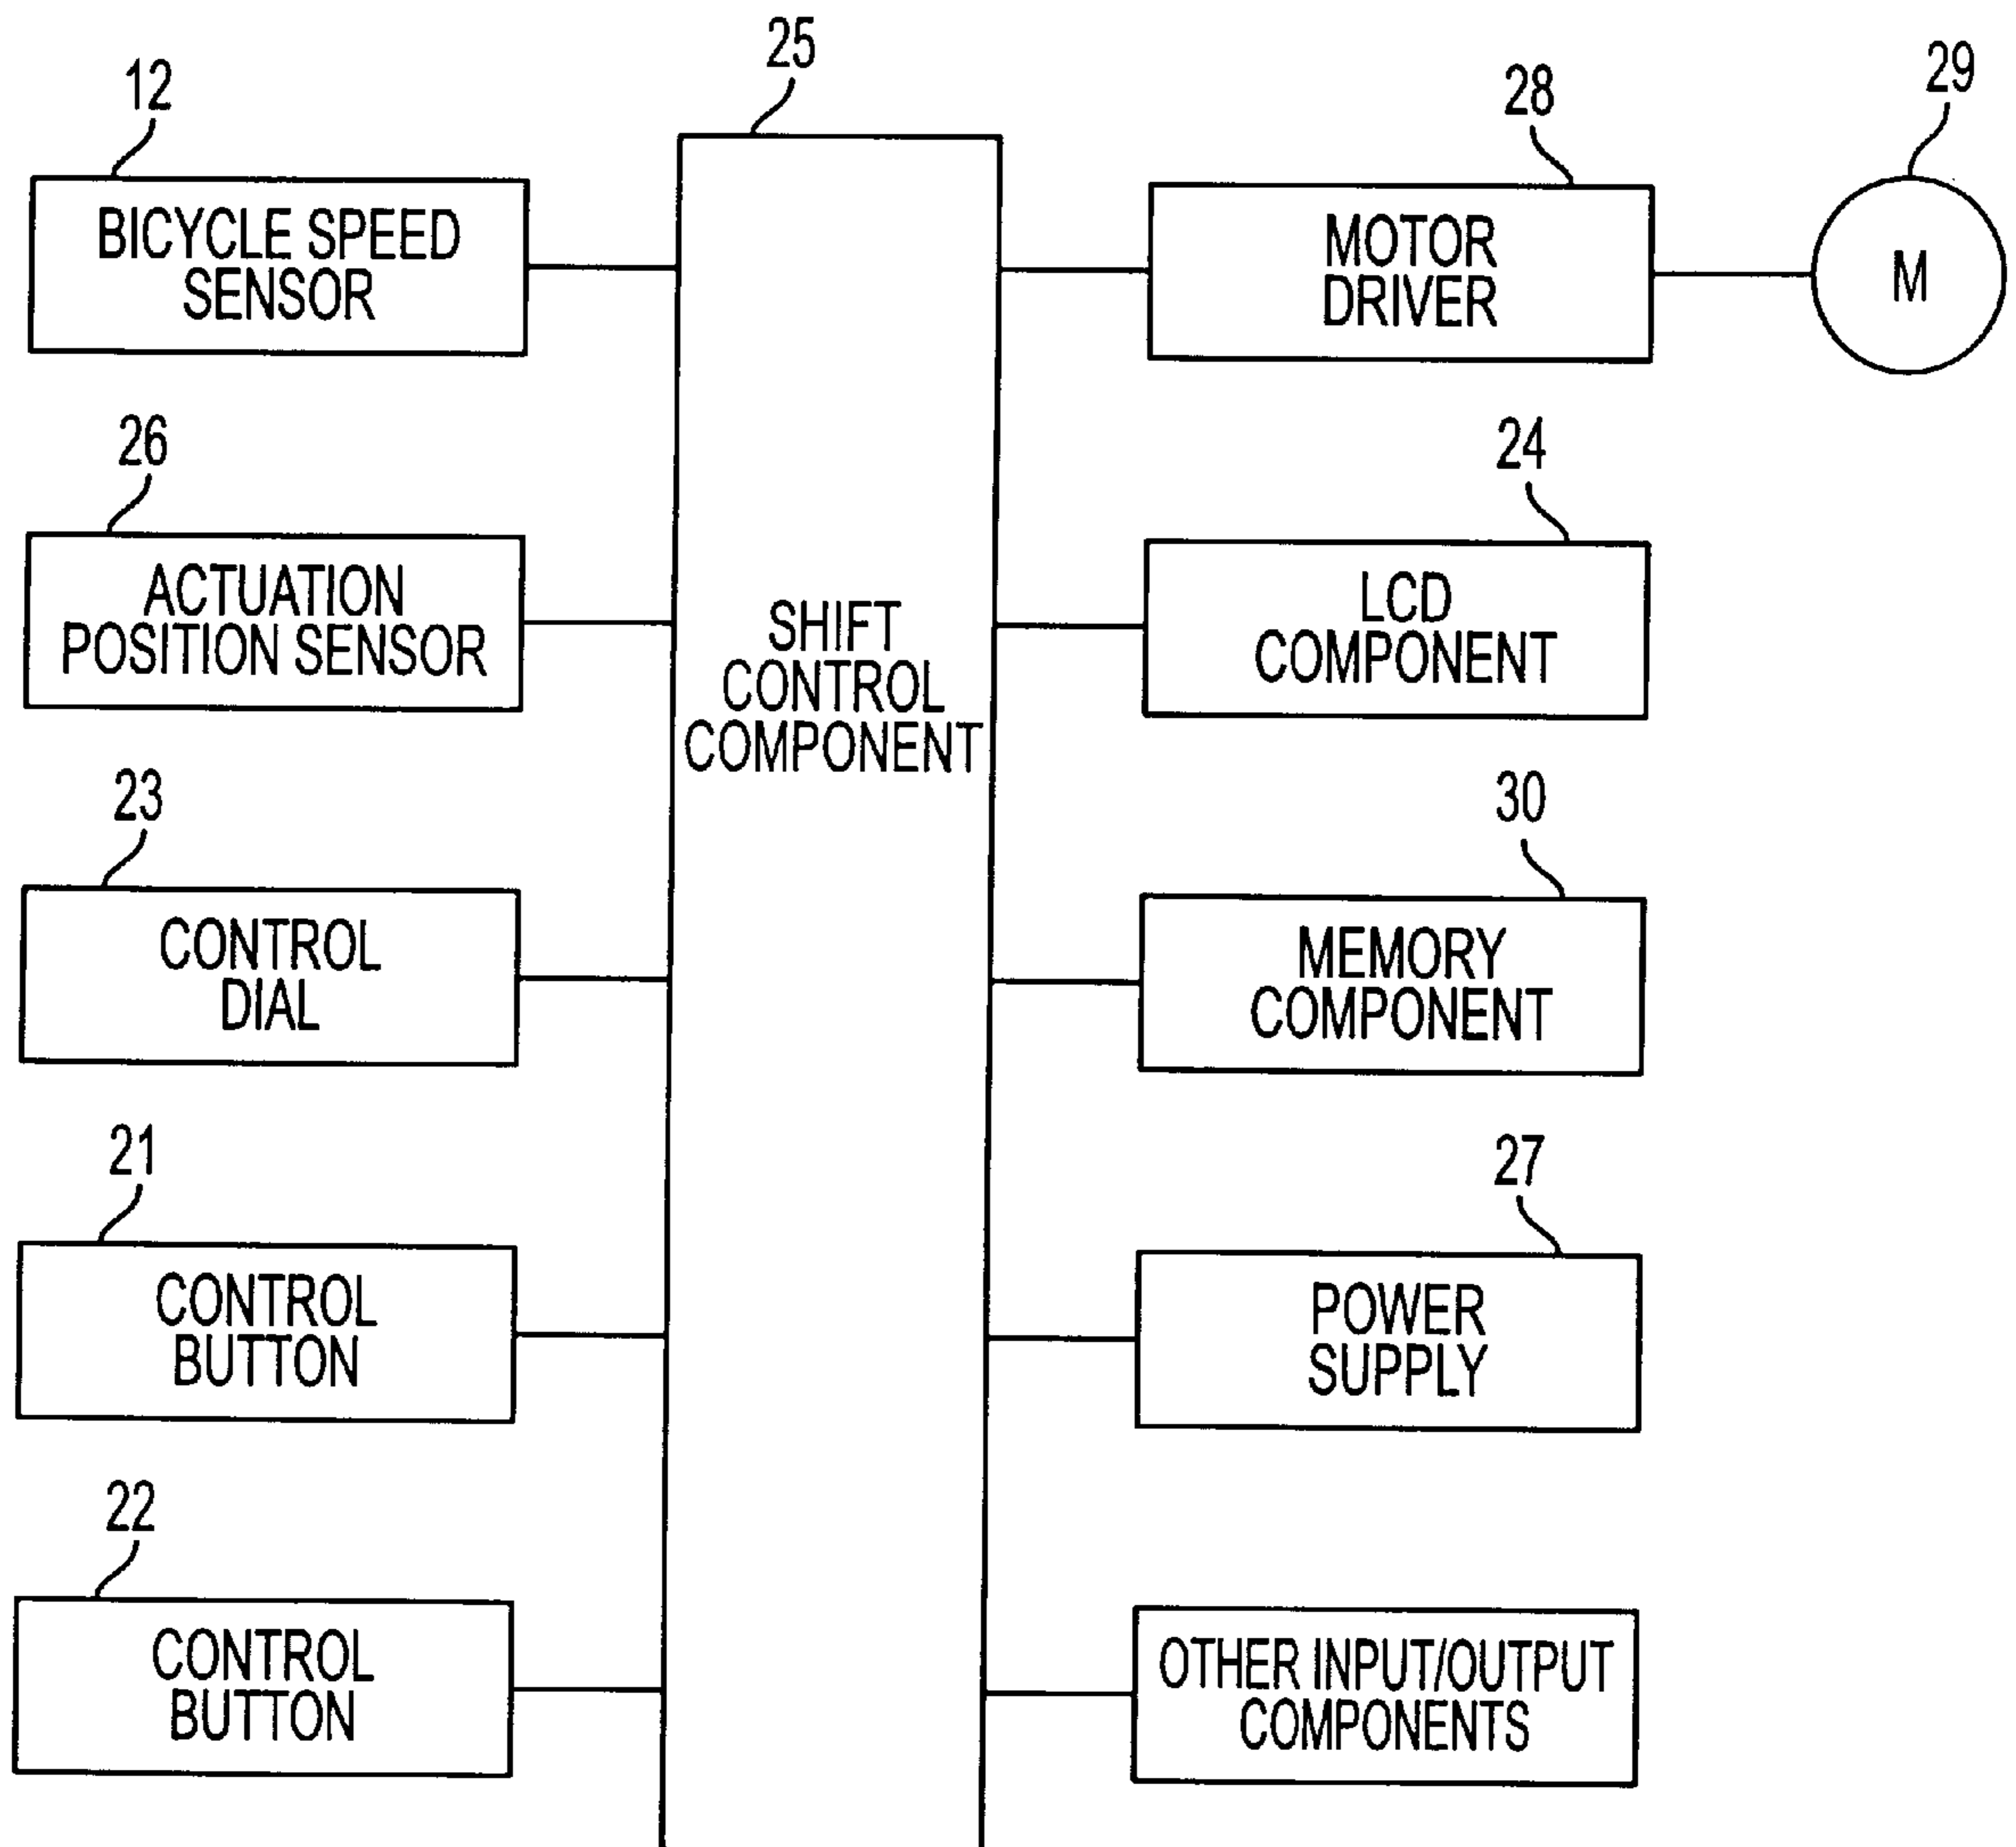 25
12
28
29
BICYCLE SPEED
SENSOR
MOTOR
DRIVER
M
26
24
ACTUATION
POSITION SENSOR
SHIFT
CONTROL
COMPONENT
LCD
COMPONENT
23
30
CONTROL
DIAL
MEMORY
COMPONENT
21
27
CONTROL
BUTTON
POWER
SUPPLY
22
CONTROL
BUTTON
OTHER INPUT/OUTPUT
COMPONENTS